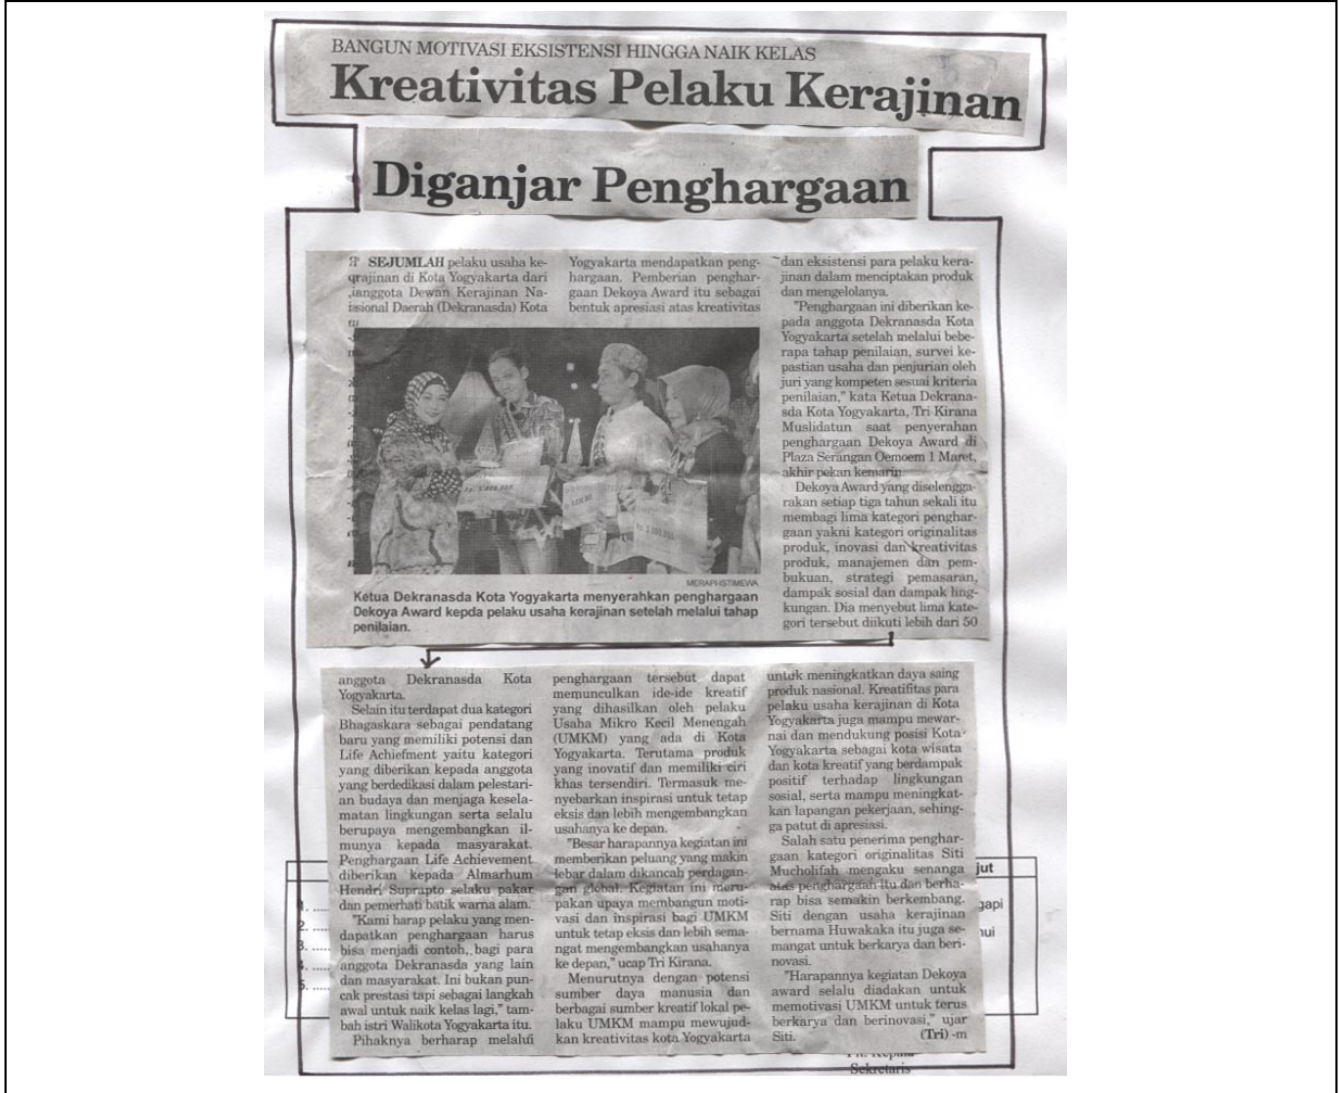 BANGUN MOTIVASI EKSISTENSI HINGGA NAIK KELAS
Kreativitas Pelaku Kerajinan
Diganjar Penghargaan
SEJUMLAH pelaku usaha ke-
rajinan di Kota Yogyakarta dari
anggota Dewan Kerajinan Na-
sional Daerah (Dekranasda) Kota
Yogyakarta mendapatkan peng-
hargaan. Pemberian penghar-
gaan Dekoya Award itu sebagai
bentuk apresiasi atas kreativitas
dan eksistensi para pelaku kera-
jinan dalam menciptakan produk
dan mengelolanya.
"Penghargaan ini diberikan ke-
pada anggota Dekranasda Kota
Yogyakarta setelah melalui bebe-
rapa tahap penilaian, survei ke-
pastian usaha dan penjurian oleh
juri yang kompeten sesuai kriteria
penilaian," kata Ketua Dekrana-
sda Kota Yogyakarta, Tri Kirana
Muslidatun saat penyerahan
penghargaan Dekoya Award di
Plaza Serangan Oemoem 1 Maret,
akhir pekan kemarin.
Dekoya Award yang diselengga-
rakan setiap tiga tahun sekali itu
membagi lima kategori penghar-
gaan yakni kategori originalitas
produk, inovasi dan kreativitas
produk, manajemen dan pem-
bukuan, strategi pemasaran,
dampak sosial dan dampak ling-
kungan. Dia menyebut lima kate-
gori tersebut diikuti lebih dari 50
MERAPI-ISTIMEWA
Ketua Dekranasda Kota Yogyakarta menyerahkan penghargaan
Dekoya Award kepda pelaku usaha kerajinan setelah melalui tahap
penilaian.
anggota Dekranasda Kota
Yogyakarta.
Selain itu terdapat dua kategori
Bhagaskara sebagai pendatang
baru yang memiliki potensi dan
Life Achiefment yaitu kategori
yang diberikan kepada anggota
yang berdedikasi dalam pelestari-
an budaya dan menjaga kesela-
matan lingkungan serta selalu
berupaya mengembangkan il-
munya kepada masyarakat.
Penghargaan Life Achievement
diberikan kepada Almarhum
Hendri Suprapto selaku pakar
dan pemerhati batik warna alam.
"Kami harap pelaku yang men-
dapatkan penghargaan harus
bisa menjadi contoh, bagi para
anggota Dekranasda yang lain
dan masyarakat. Ini bukan pun-
cak prestasi tapi sebagai langkah
awal untuk naik kelas lagi," tam-
bah istri Walikota Yogyakarta itu.
Pihaknya berharap melalui
penghargaan tersebut dapat
memunculkan ide-ide kreatif
yang dihasilkan oleh pelaku
Usaha Mikro Kecil Menengah
(UMKM) yang ada di Kota
Yogyakarta. Terutama produk
yang inovatif dan memiliki ciri
khas tersendiri. Termasuk me-
nyebarkan inspirasi untuk tetap
eksis dan lebih mengembangkan
usahanya ke depan.
"Besar harapannya kegiatan ini
memberikan peluang yang makin
lebar dalam dikancah perdagan-
gan global. Kegiatan ini meru-
pakan upaya membangun moti-
vasi dan inspirasi bagi UMKM
untuk tetap eksis dan lebih sema-
ngat mengembangkan usahanya
ke depan," ucap Tri Kirana.
Menurutnya dengan potensi
sumber daya manusia dan
berbagai sumber kreatif lokal pe-
laku UMKM mampu mewujud-
kan kreativitas kota Yogyakarta
untuk meningkatkan daya saing
produk nasional. Kreatifitas para
pelaku usaha kerajinan di Kota
Yogyakarta juga mampu mewar-
nai dan mendukung posisi Kota
Yogyakarta sebagai kota wisata
dan kota kreatif yang berdampak
positif terhadap lingkungan
sosial, serta mampu meningkat-
kan lapangan pekerjaan, sehing-
ga patut di apresiasi.
Salah satu penerima penghar-
gaan kategori originalitas Siti
Mucholifah mengaku senanga
atas penghargaan itu dan berha-
rap bisa semakin berkembang.
Siti dengan usaha kerajinan
bernama Huwakaka itu juga se-
mangat untuk berkarya dan beri-
novasi.
"Harapannya kegiatan Dekoya
award selalu diadakan untuk
memotivasi UMKM untuk terus
berkarya dan berinovasi," ujar
Siti. (Tri) -m
jut
gapi
2. .....
3. .....
Sekretaris